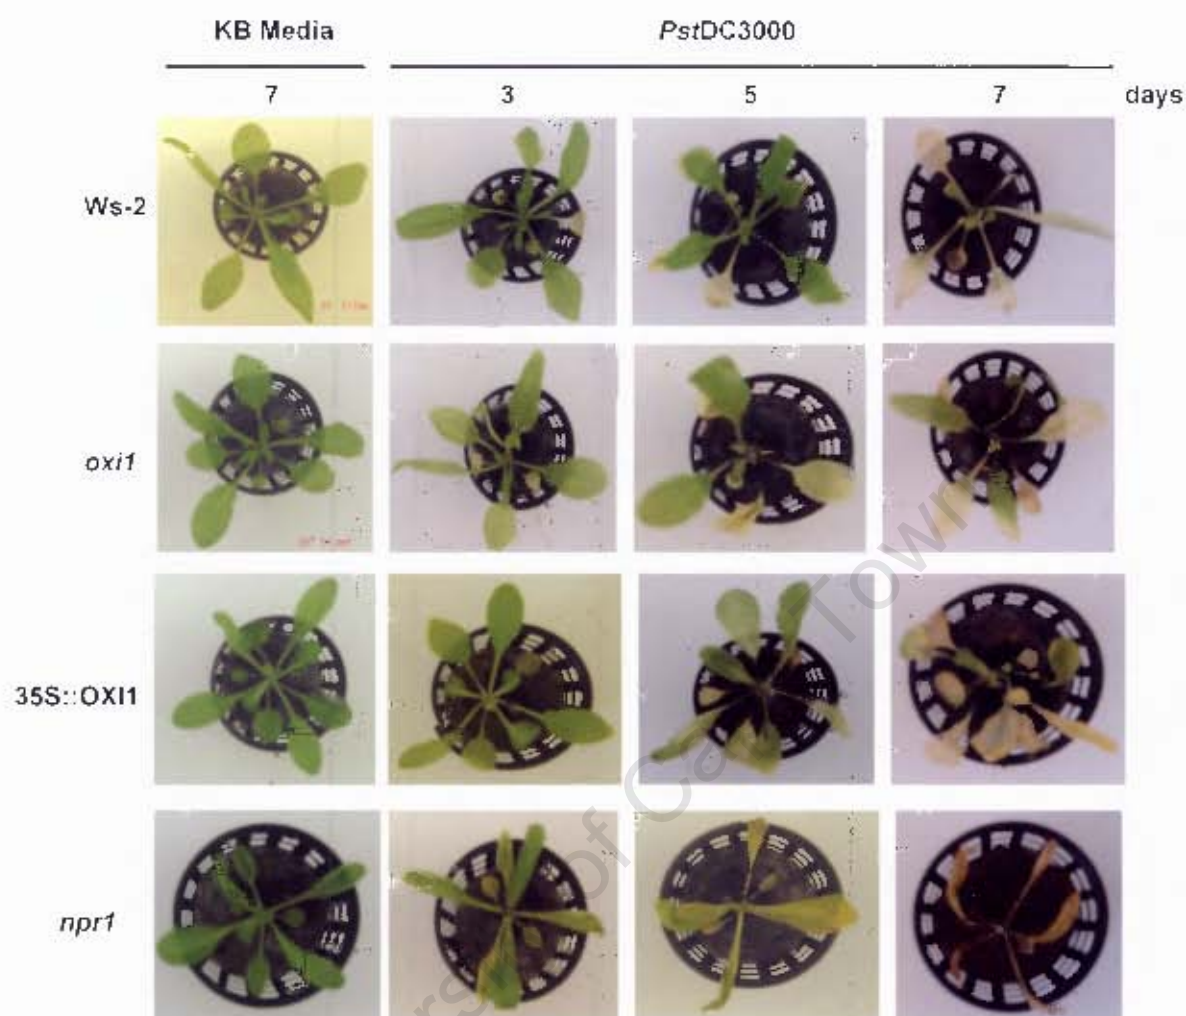 KB Media PstDC3000
7 3 5 7 days
Ws-2
oxi1
35S::OXI1
npr1